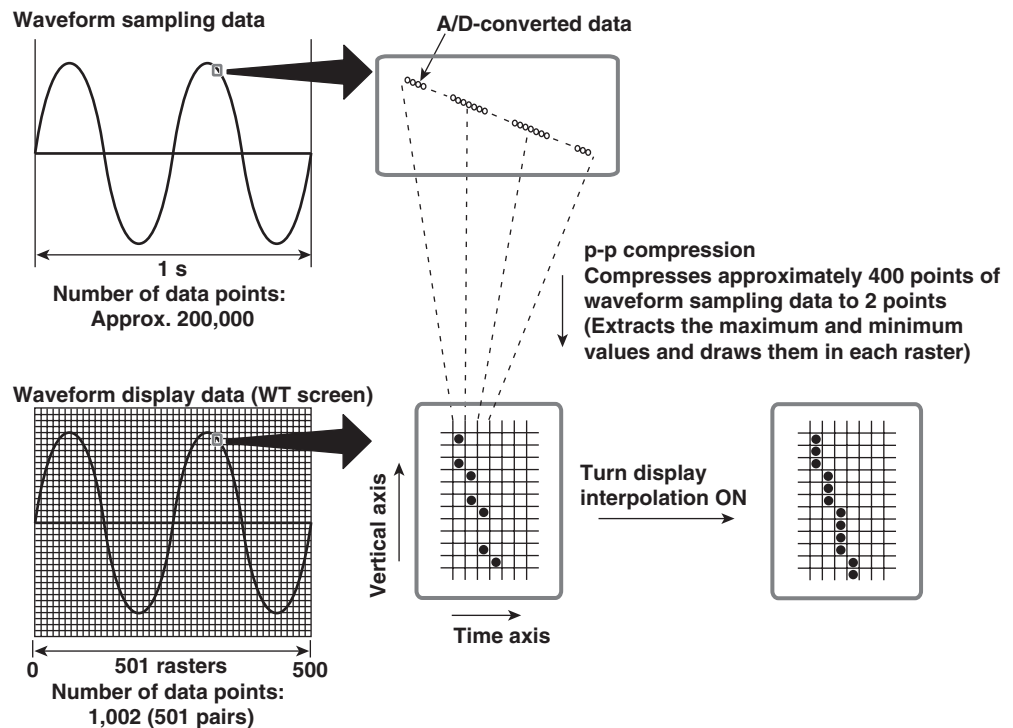 Waveform sampling data
A/D-converted data
1 s
Number of data points:
Approx. 200,000
p-p compression
Compresses approximately 400 points of
waveform sampling data to 2 points
(Extracts the maximum and minimum
values and draws them in each raster)
Waveform display data (WT screen)
Vertical axis
Time axis
Turn display
interpolation ON
0
501 rasters
500
Number of data points:
1,002 (501 pairs)